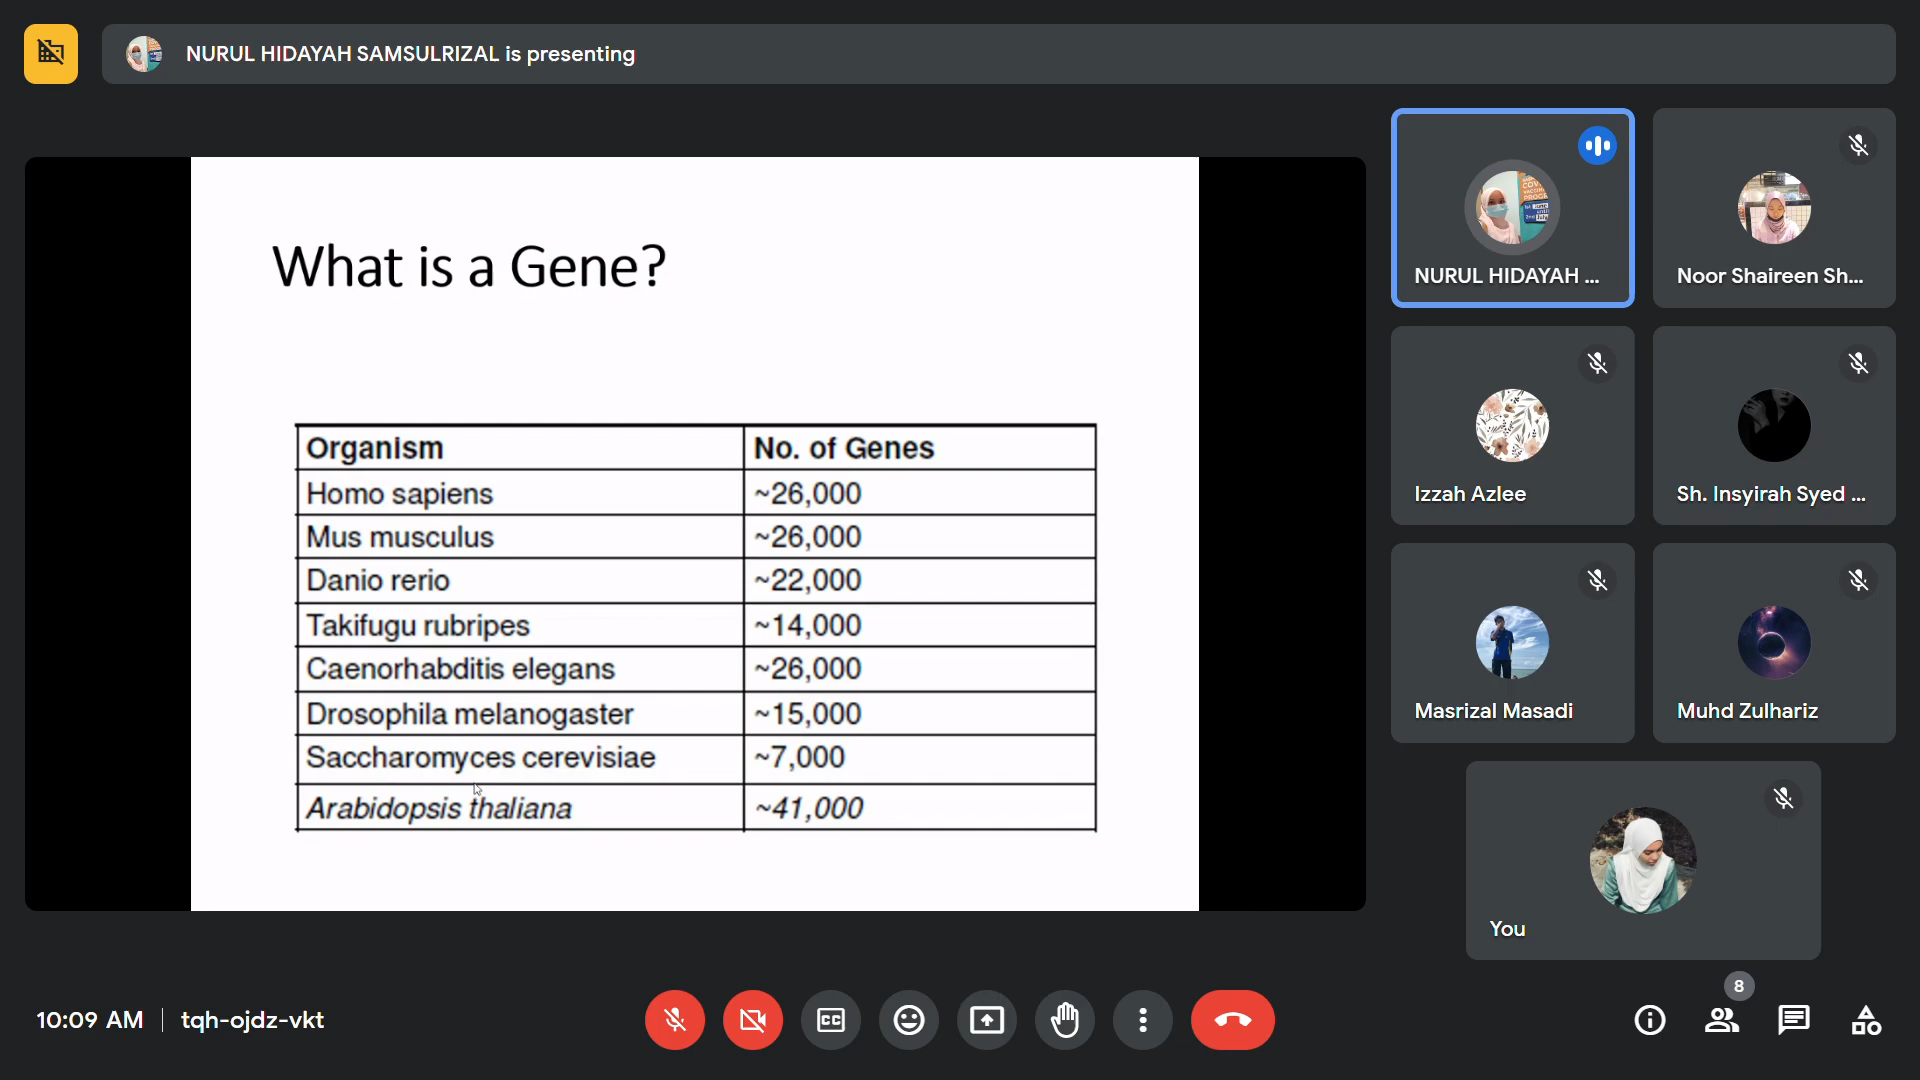 NURUL HIDAYAH SAMSULRIZAL is presenting
What is a Gene?
Organism No. of Genes
Homo sapiens ~26,000
Mus musculus ~26,000
Danio rerio ~22,000
Takifugu rubripes ~14,000
Caenorhabditis elegans ~26,000
Drosophila melanogaster ~15,000
Saccharomyces cerevisiae ~7,000
Arabidopsis thaliana ~41,000
NURUL HIDAYAH ...
Noor Shaireen Sh...
Izzah Azlee
Sh. Insyirah Syed ...
Masrizal Masadi
Muhd Zulhariz
You
10:09 AM | tqh-ojdz-vkt
CC
8